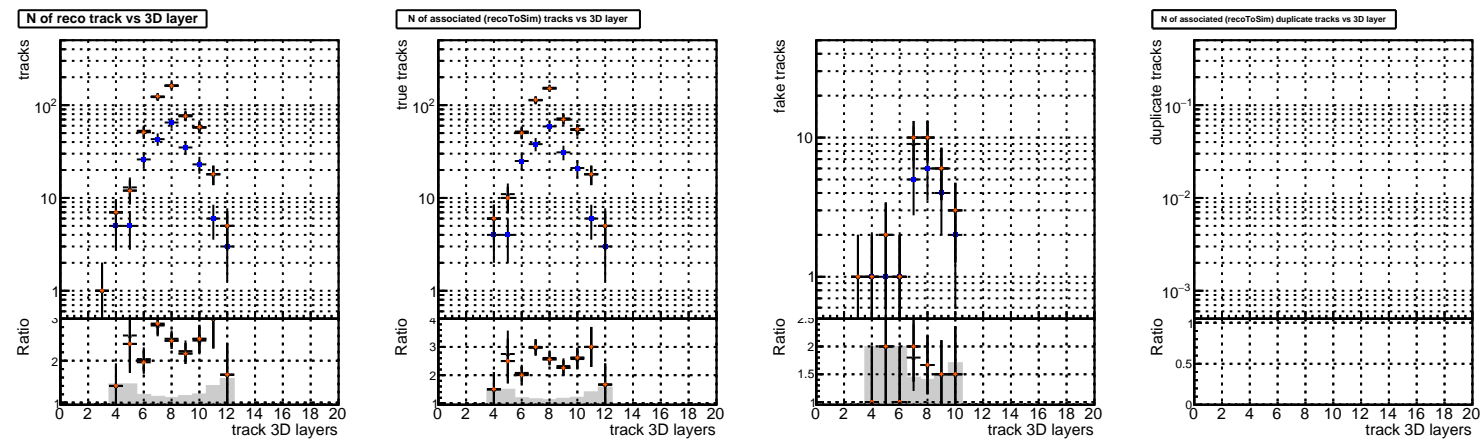 N of reco track vs 3D layer
tracks
10²
10
1
Ratio
3
2
1
0 2 4 6 8 10 12 14 16 18 20
track 3D layers
N of associated (recoToSim) tracks vs 3D layer
true tracks
10²
10
1
Ratio
4
3
2
1
0 2 4 6 8 10 12 14 16 18 20
track 3D layers
fake tracks
10
1
Ratio
2.5
2
1.5
1
0 2 4 6 8 10 12 14 16 18 20
track 3D layers
N of associated (recoToSim) duplicate tracks vs 3D layer
duplicate tracks
10⁻¹
10⁻²
10⁻³
Ratio
1
0.5
0
0 2 4 6 8 10 12 14 16 18 20
track 3D layers